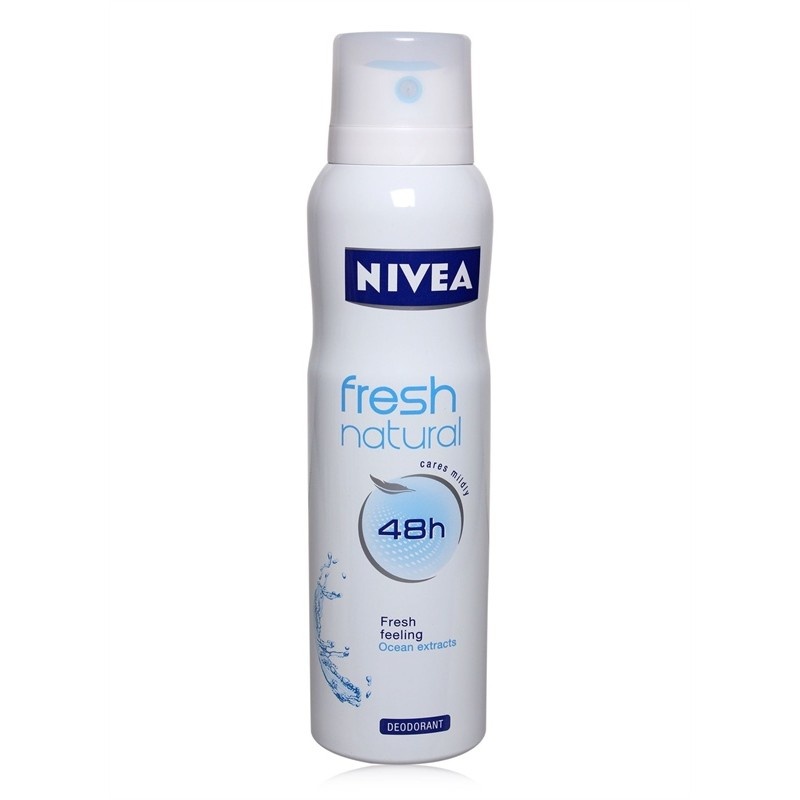 NIVEA
fresh
natural
cares mildly
48h
Fresh
feeling
Ocean extracts
DEODORANT